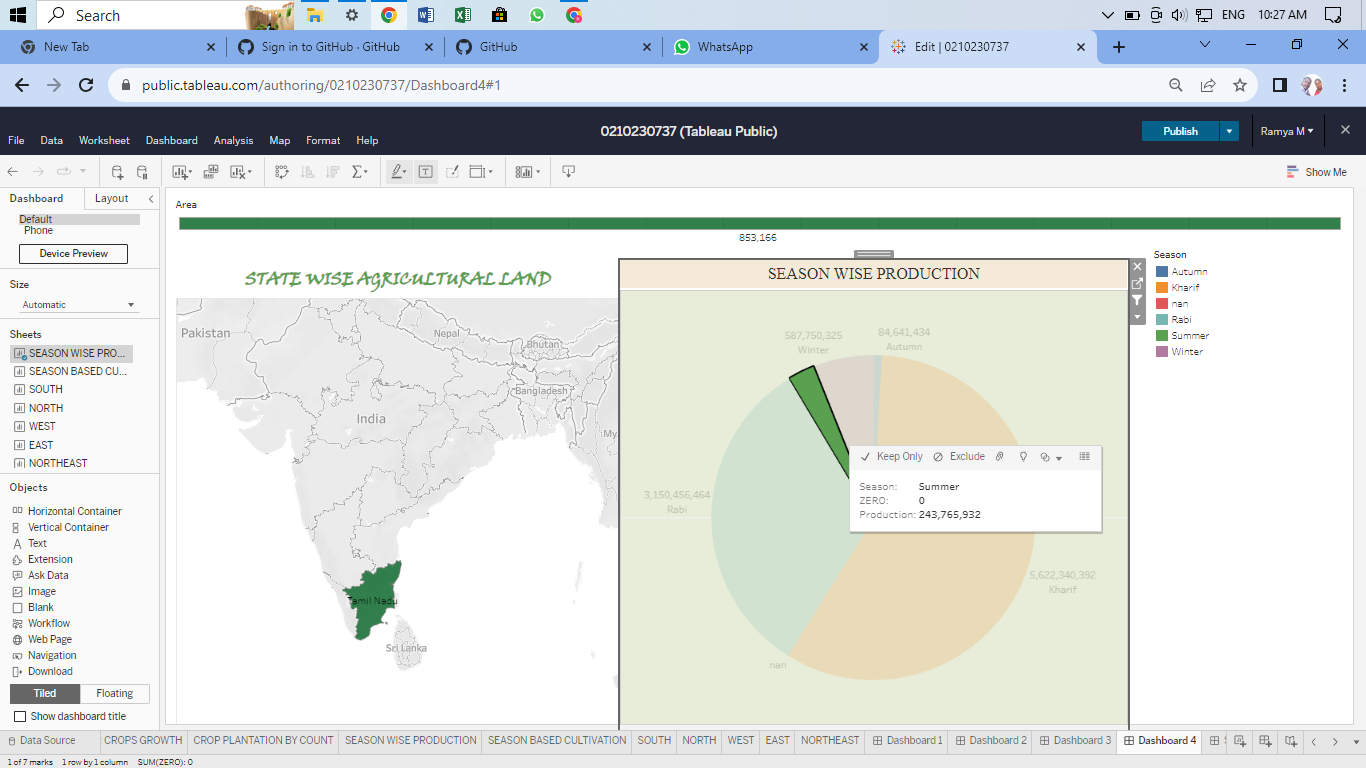 Search
ENG
10:27 AM
New Tab
Sign in to GitHub · GitHub
GitHub
WhatsApp
Edit | 0210230737
public.tableau.com/authoring/0210230737/Dashboard4#1
File Data Worksheet Dashboard Analysis Map Format Help
0210230737 (Tableau Public)
Publish
Ramya M
Show Me
Dashboard
Layout
Default
Phone
Device Preview
Size
Automatic
Sheets
SEASON WISE PRO...
SEASON BASED CU...
SOUTH
NORTH
WEST
EAST
NORTHEAST
Objects
Horizontal Container
Vertical Container
Text
Extension
Ask Data
Image
Blank
Workflow
Web Page
Navigation
Download
Tiled
Floating
Show dashboard title
Area
853,166
STATE WISE AGRICULTURAL LAND
Pakistan
Nepal
Bhutan
Bangladesh
India
My
Tamil Nadu
Sri Lanka
SEASON WISE PRODUCTION
587,750,325
Winter
84,641,434
Autumn
3,150,456,464
Rabi
5,622,340,392
Kharif
nan
Keep Only
Exclude
Season: Summer
ZERO: 0
Production: 243,765,932
Season
Autumn
Kharif
nan
Rabi
Summer
Winter
Data Source
CROPS GROWTH
CROP PLANTATION BY COUNT
SEASON WISE PRODUCTION
SEASON BASED CULTIVATION
SOUTH
NORTH
WEST
EAST
NORTHEAST
Dashboard 1
Dashboard 2
Dashboard 3
Dashboard 4
1 of 7 marks 1 row by 1 column SUM(ZERO): 0